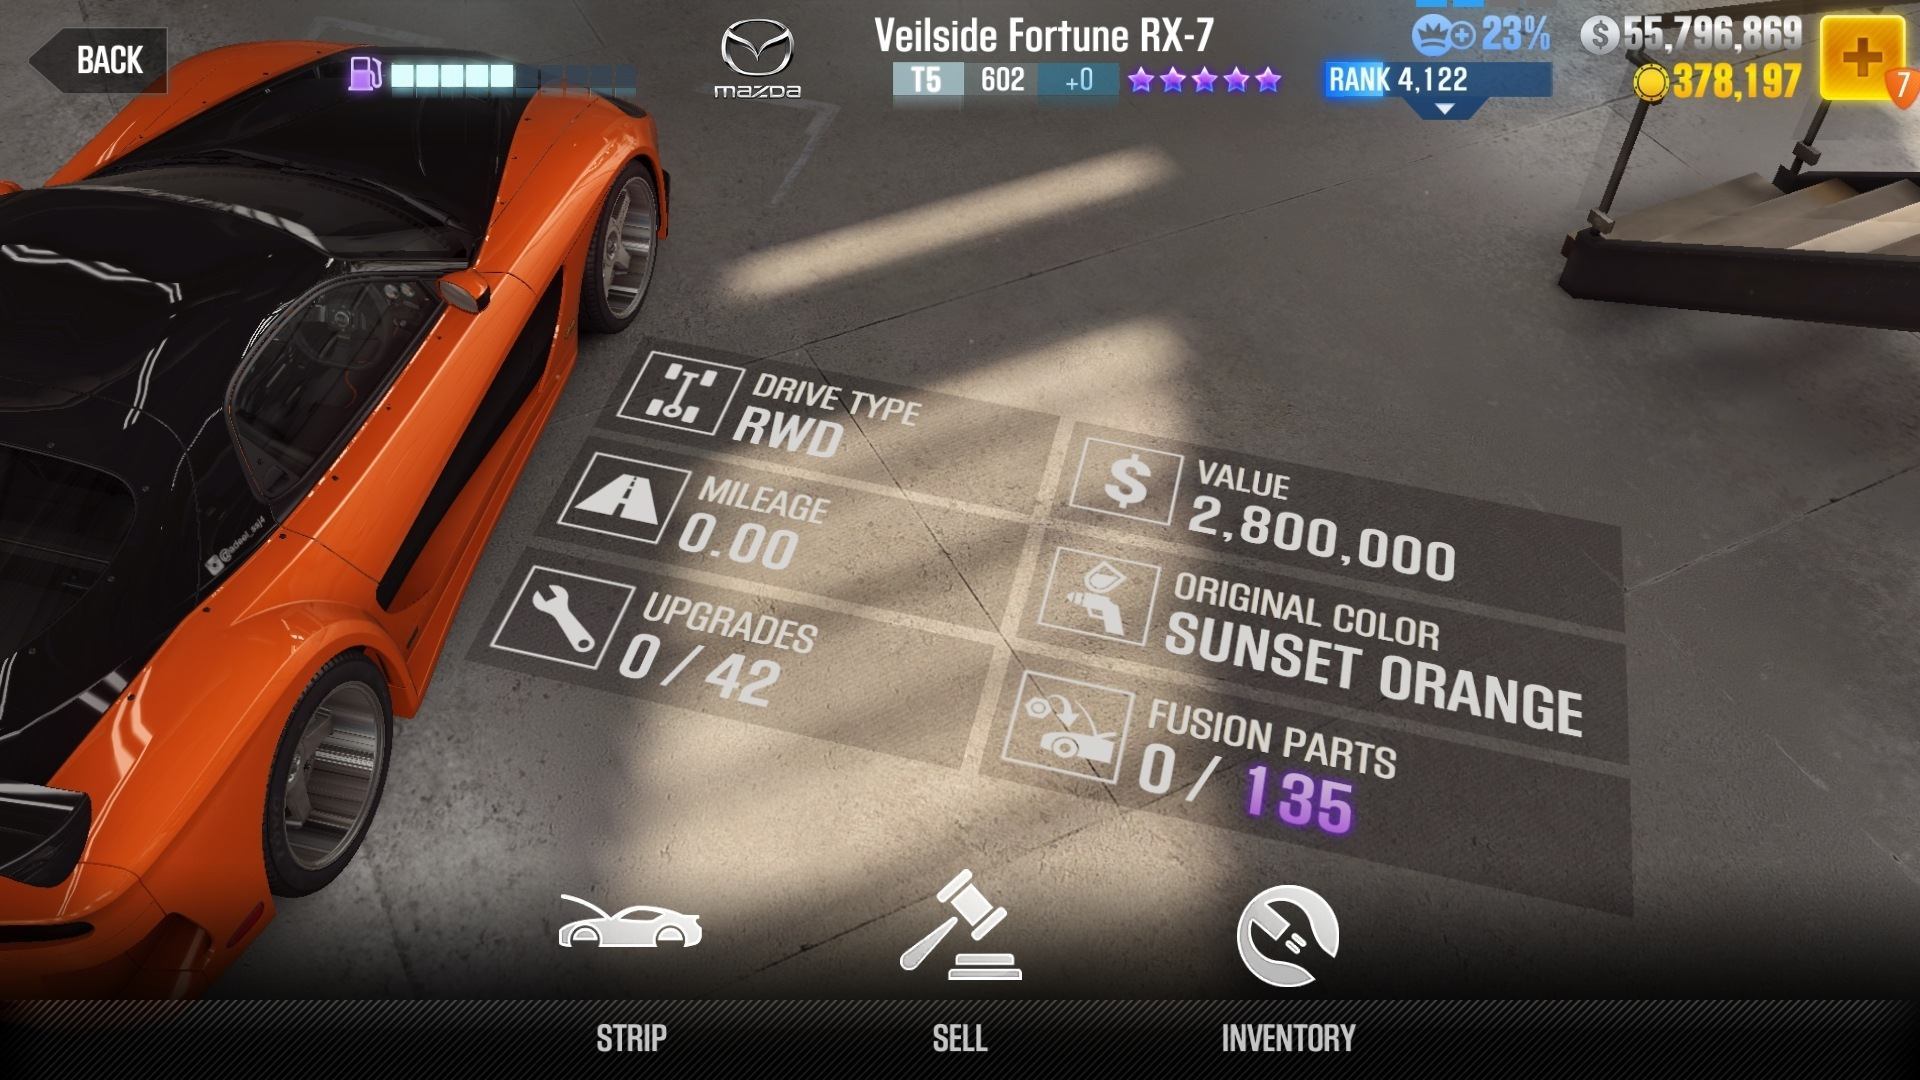 BACK
mazda
Veilside Fortune RX-7
T5 602 +0
23%
RANK 4,122
$ 55,796,869
378,197
7
DRIVE TYPE
RWD
MILEAGE
0.00
UPGRADES
0 / 42
$ VALUE
2,800,000
ORIGINAL COLOR
SUNSET ORANGE
FUSION PARTS
0 / 135
@adeel_ssj4
STRIP
SELL
INVENTORY